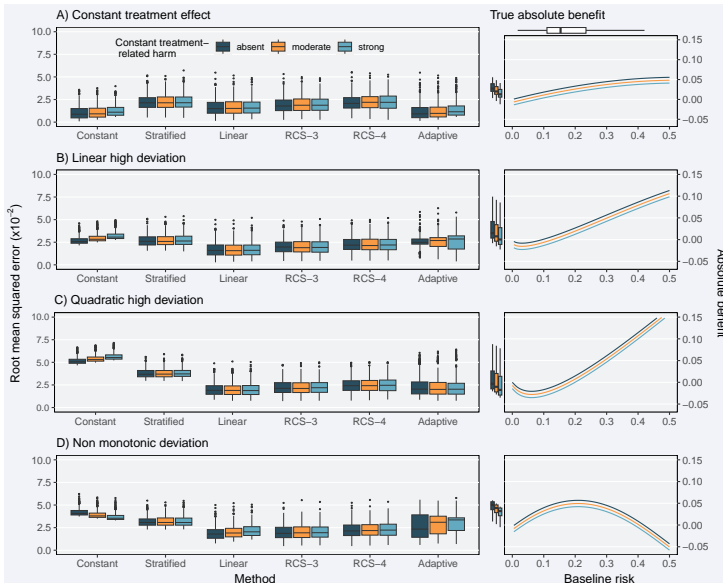 A) Constant treatment effect
True absolute benefit
Constant treatment−
related harm
absent
moderate
strong
10.0
7.5
5.0
2.5
0.0
Constant
Stratified
Linear
RCS−3
RCS−4
Adaptive
0.15
0.10
0.05
0.00
−0.05
0.0
0.1
0.2
0.3
0.4
0.5
B) Linear high deviation
10.0
7.5
5.0
2.5
0.0
Constant
Stratified
Linear
RCS−3
RCS−4
Adaptive
0.15
0.10
0.05
0.00
−0.05
0.0
0.1
0.2
0.3
0.4
0.5
C) Quadratic high deviation
10.0
7.5
5.0
2.5
0.0
Constant
Stratified
Linear
RCS−3
RCS−4
Adaptive
0.15
0.10
0.05
0.00
−0.05
0.0
0.1
0.2
0.3
0.4
0.5
D) Non monotonic deviation
10.0
7.5
5.0
2.5
0.0
Constant
Stratified
Linear
RCS−3
RCS−4
Adaptive
0.15
0.10
0.05
0.00
−0.05
0.0
0.1
0.2
0.3
0.4
0.5
Root mean squared error (x10−2)
Absolute benefit
Method
Baseline risk